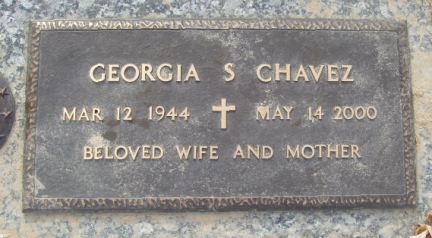 GEORGIA S CHAVEZ
MAR 12 1944 ✝ MAY 14 2000
BELOVED WIFE AND MOTHER